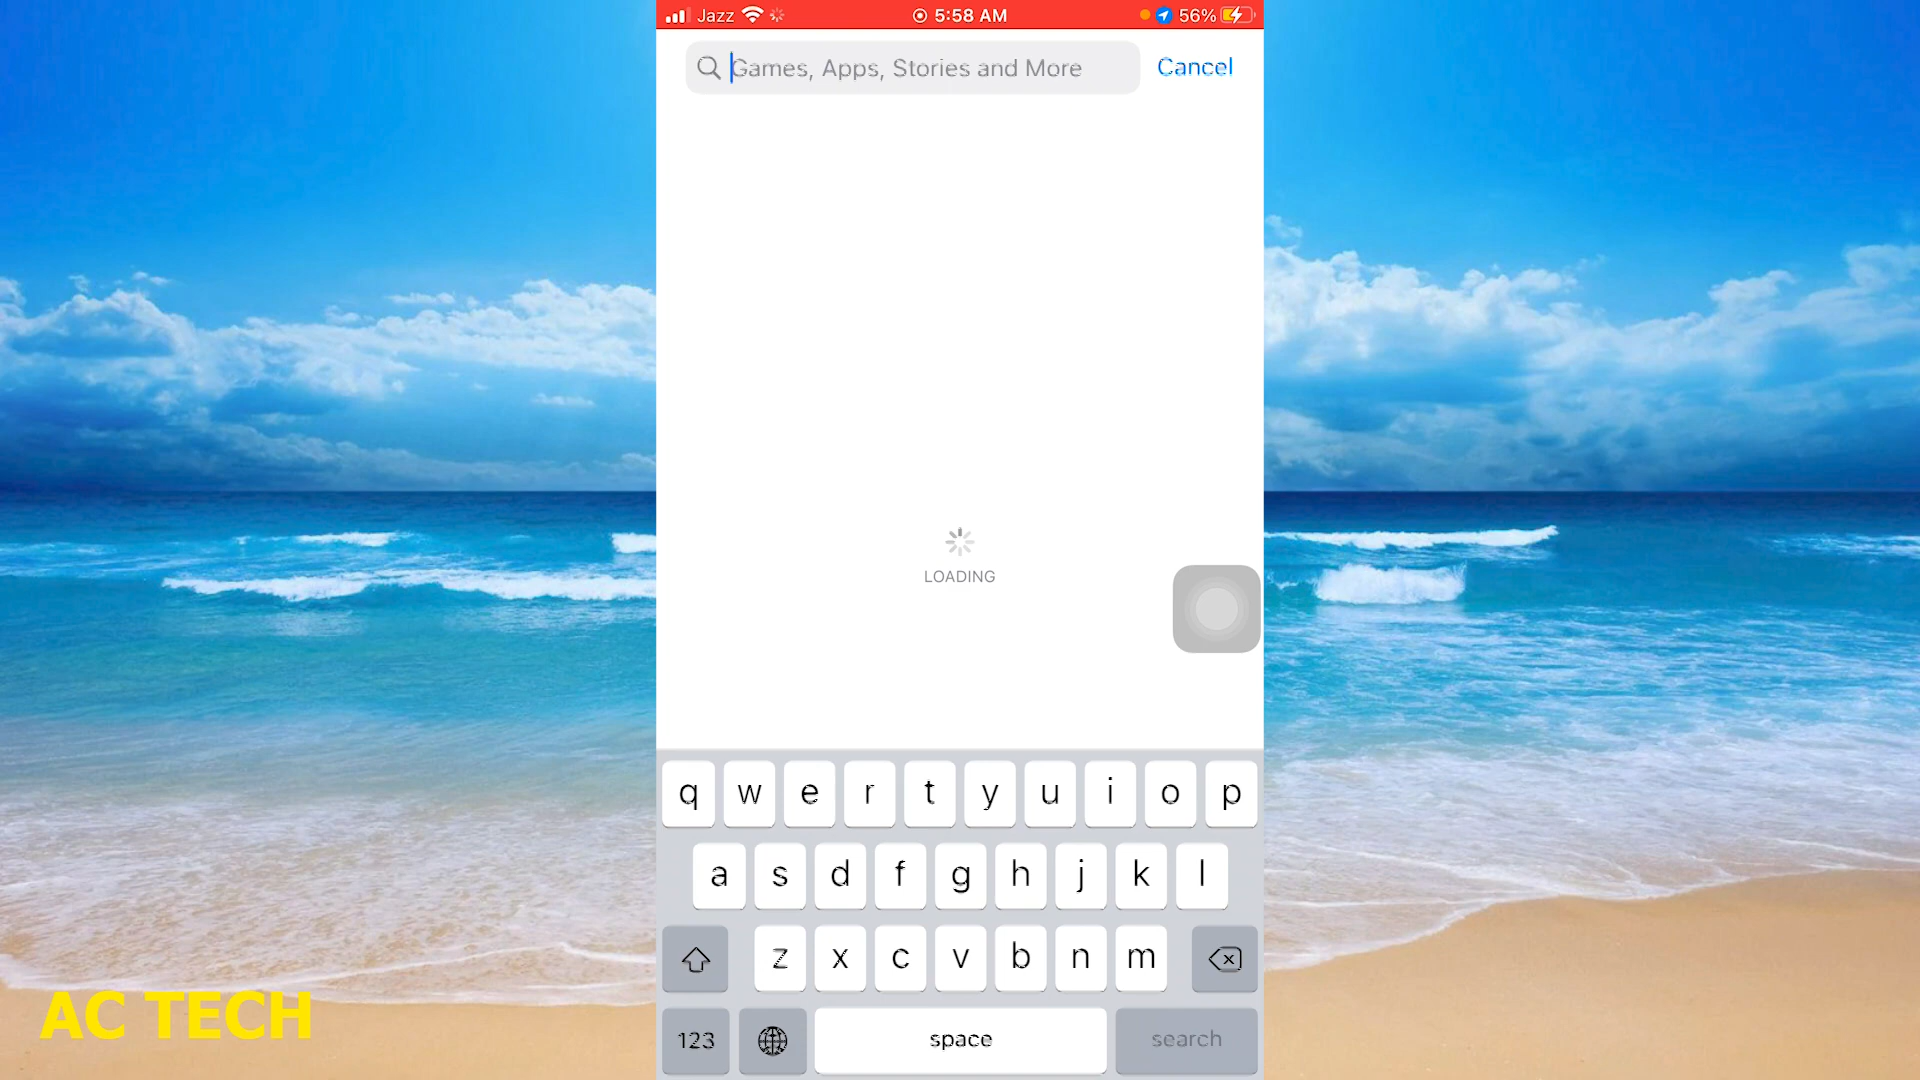 Jazz 5:58 AM 56%
Games, Apps, Stories and More Cancel
LOADING
q w e r t y u i o p
a s d f g h j k l
z x c v b n m
123 space search
AC TECH